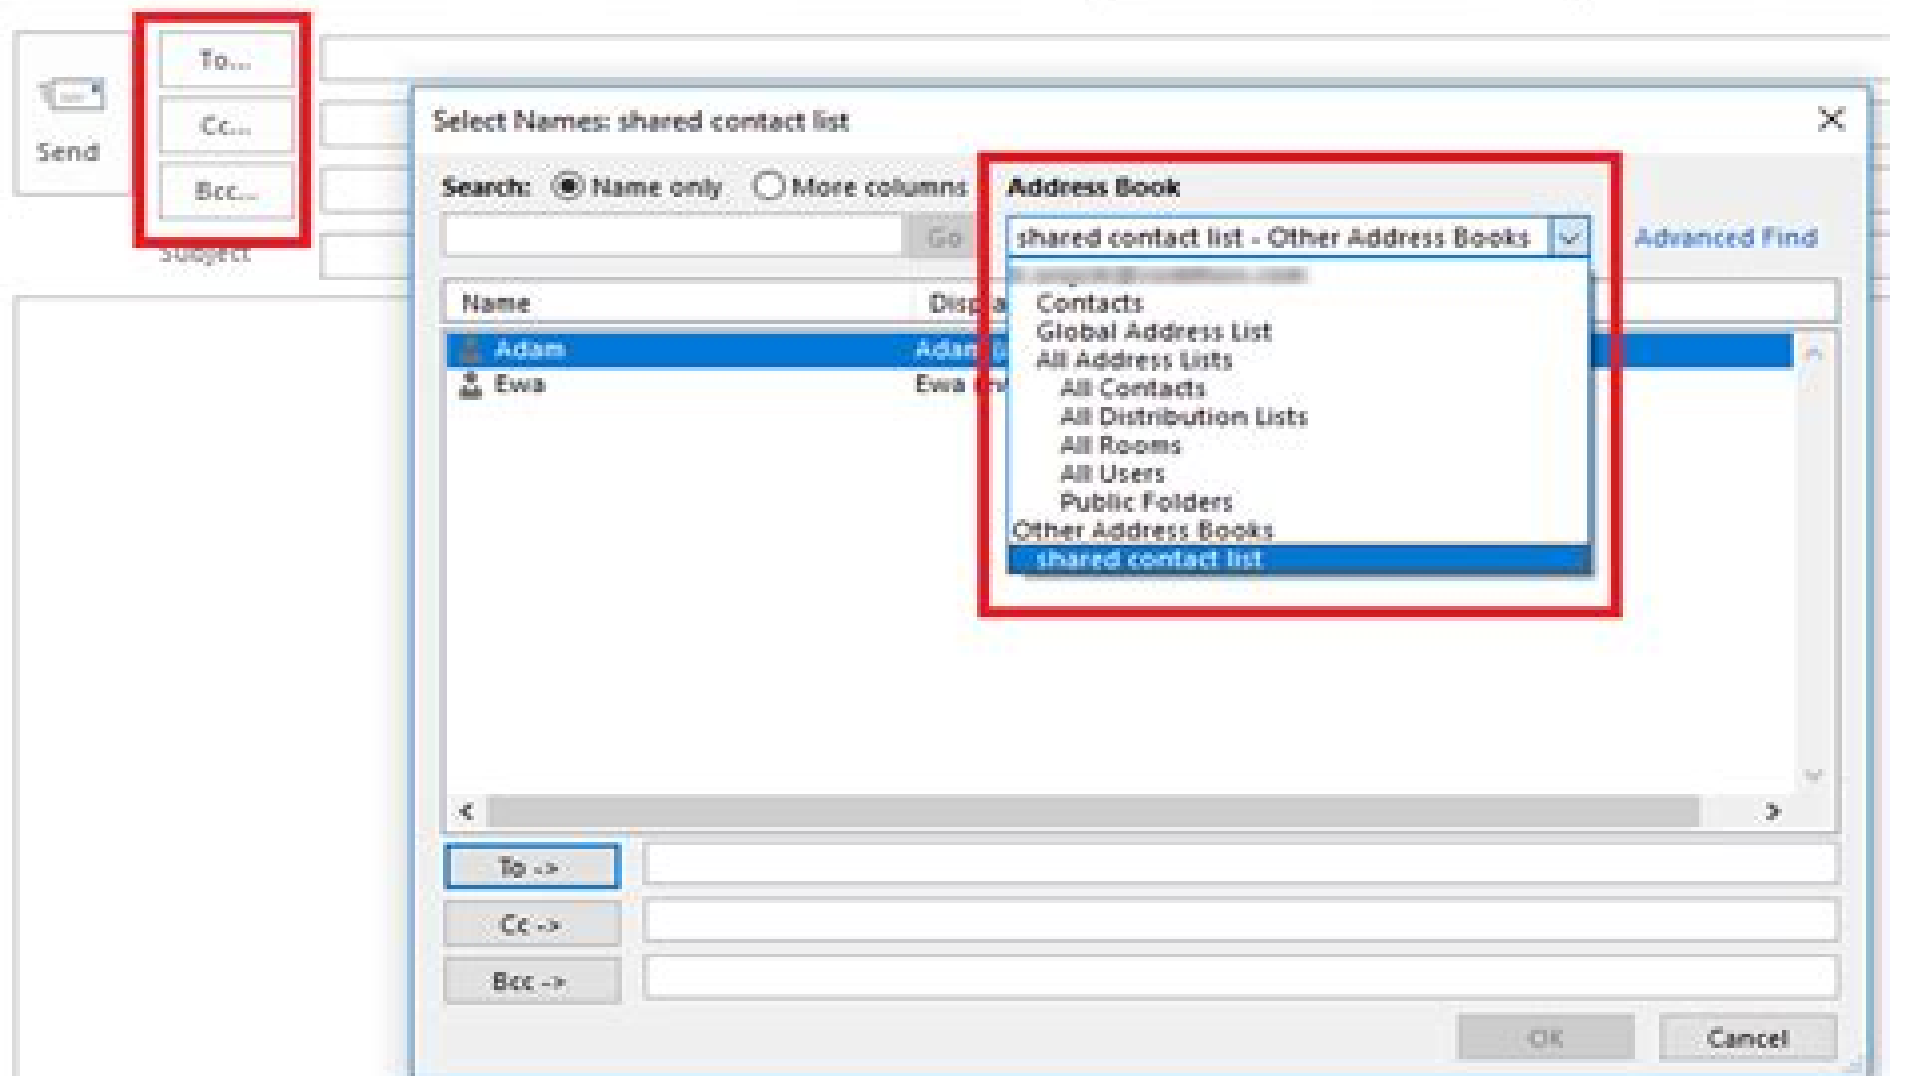 To...
Cc...
Send
Bcc...
Subject
Select Names: shared contact list
Search: Name only More columns Address Book
Go shared contact list - Other Address Books Advanced Find
Name
Contacts
Global Address List
Adam
All Address Lists
Ewa Ewa
All Contacts
All Distribution Lists
All Rooms
All Users
Public Folders
Other Address Books
shared contact list
To ->
Cc ->
Bcc ->
OK Cancel